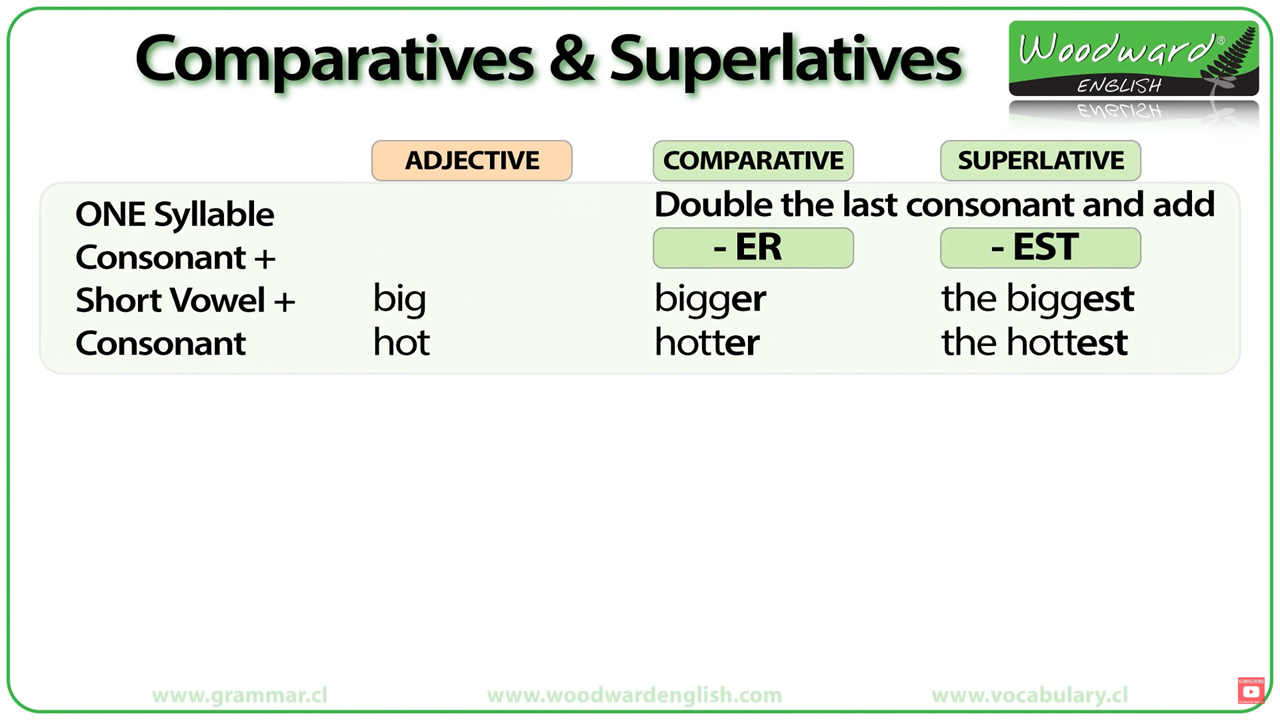 Comparatives & Superlatives
Woodward®
ENGLISH
ADJECTIVE COMPARATIVE SUPERLATIVE
ONE Syllable Double the last consonant and add
Consonant + - ER - EST
Short Vowel + big bigger the biggest
Consonant hot hotter the hottest
www.grammar.cl www.woodwardenglish.com www.vocabulary.cl
SUBSCRIBE